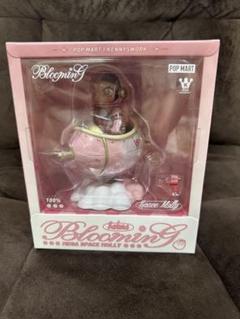 POP MART / KENNYSWORK
Blooming
POP MART
100%
Space Molly
Blooming
MEGA SPACE MOLLY